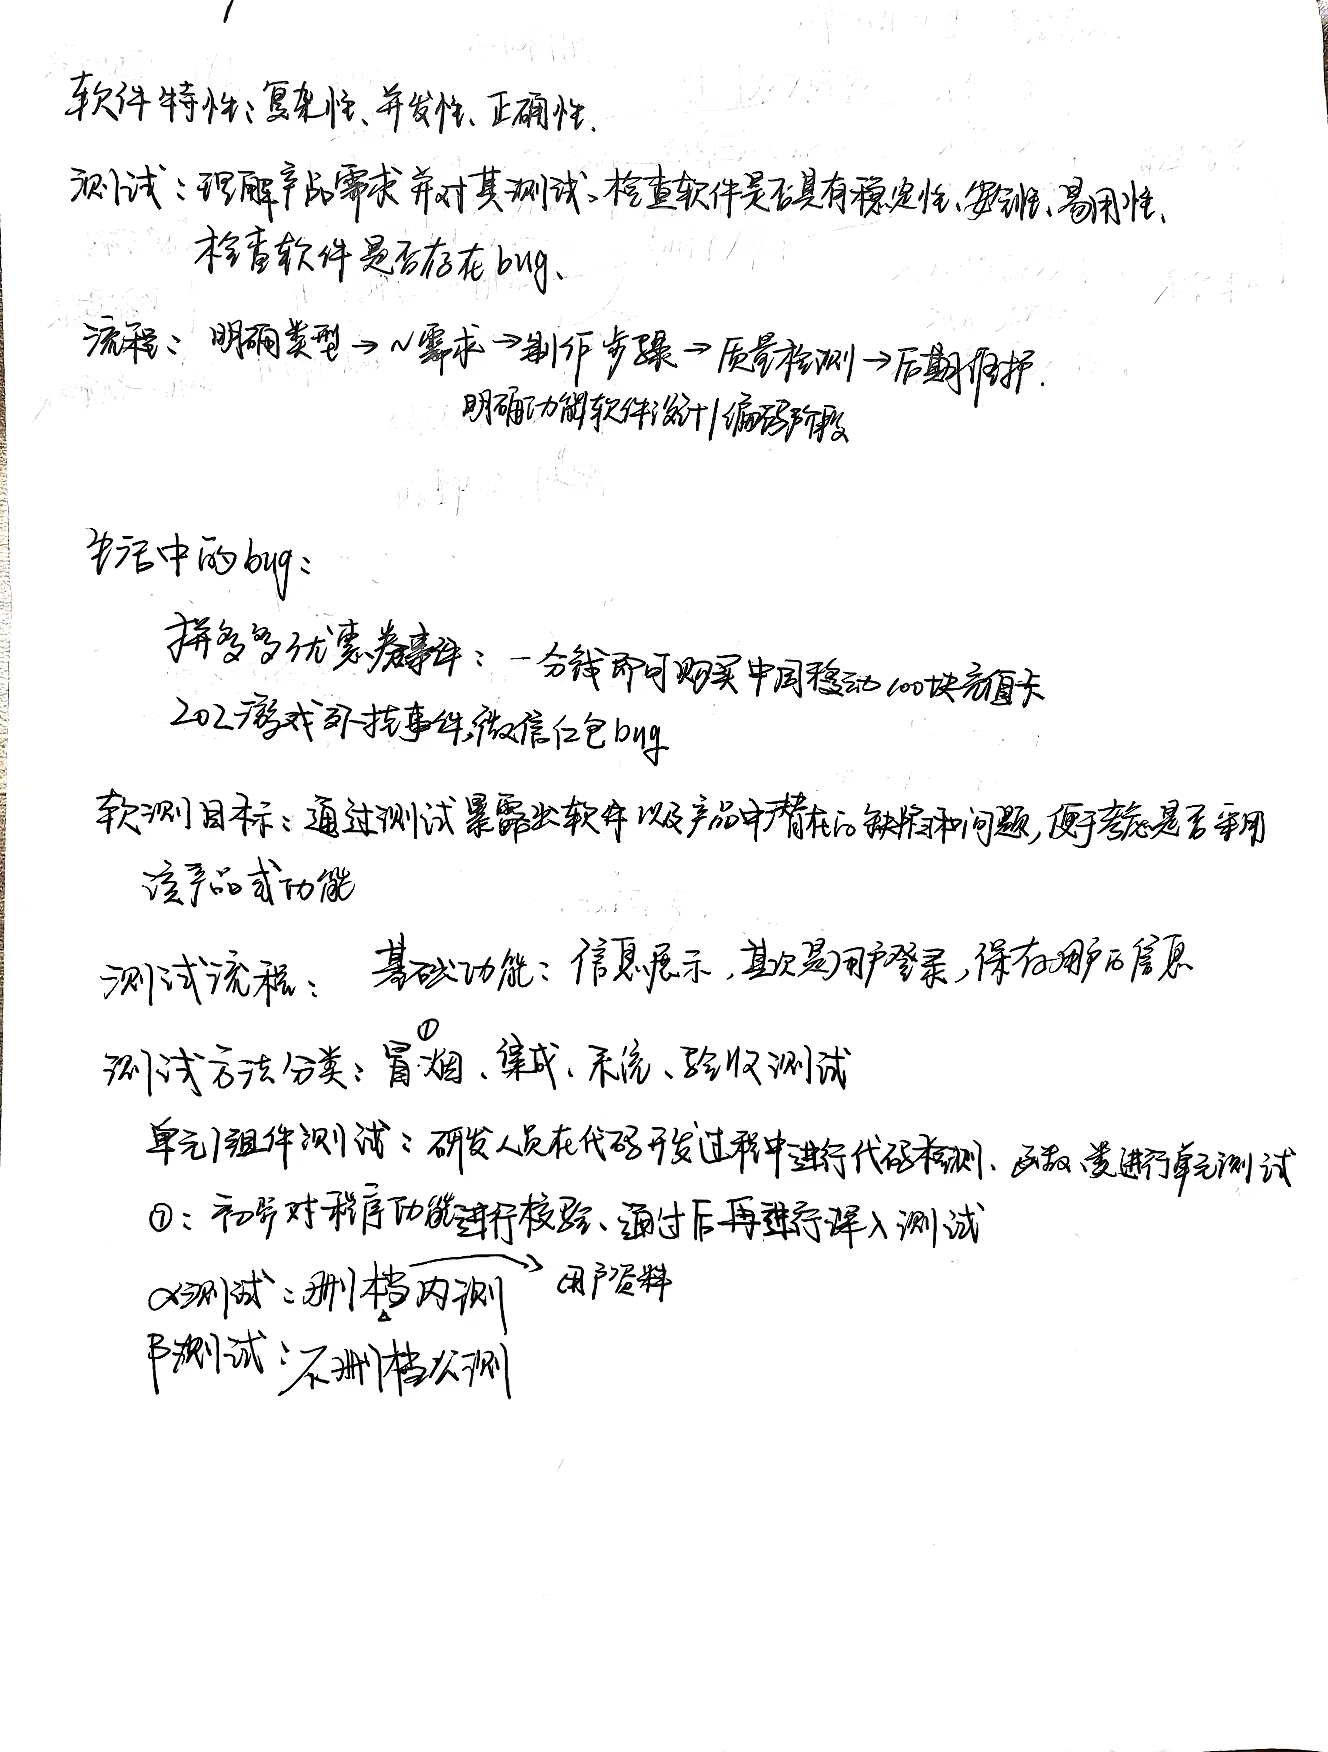 软件特性：复杂性、并发性、正确性.
测试：理解产品需求并对其测试、检查软件是否具有稳定性、安全性、易用性、
检查软件是否存在bug、
流程：明确类型→~需求→制作步骤→质量检测→后期维护.
明确功能软件设计/编码阶段
生活中的bug：
拼多多优惠券事件：一分钱即可购买中国移动100块充值卡
202游戏外挂事件,微信红包bug
软测目标：通过测试暴露出软件以及产品中潜在的缺陷和问题,便于考虑是否采用
该产品或功能
测试流程： 基础功能：信息展示,其次是用户登录,保存用户的信息
①
测试方法分类：冒烟、集成、系统、验收测试
单元/组件测试：研发人员在代码开发过程中进行代码检测、函数、类进行单元测试
①：初步对程序功能进行校验、通过后再进行深入测试
α测试：删档内测→用户资料
β测试：不删档公测